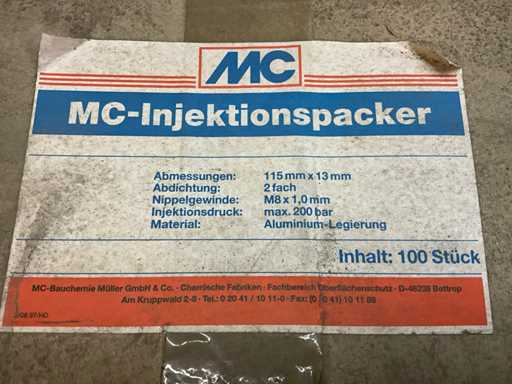 MC
MC-Injektionspacker
Abmessungen: 115 mm x 13 mm
Abdichtung: 2 fach
Nippelgewinde: M8 x 1,0 mm
Injektionsdruck: max. 200 bar
Material: Aluminium-Legierung
Inhalt: 100 Stück
MC-Bauchemie Müller GmbH & Co. · Chemische Fabriken · Fachbereich Oberflächenschutz · D-46238 Bottrop
Am Kruppwald 2-8 · Tel.: 0 20 41 / 10 11-0 · Fax: 41) 10 11 88